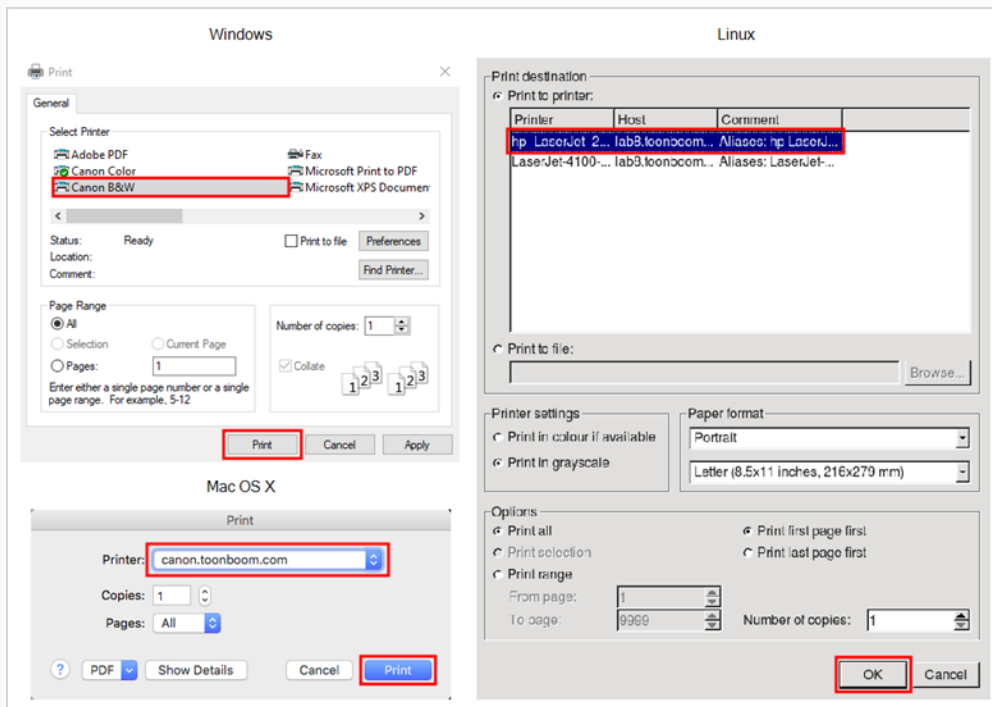 Windows
Print
General
Select Printer
Adobe PDF
Fax
Canon Color
Microsoft Print to PDF
Canon B&W
Microsoft XPS Documen
Status: Ready
Print to file
Preferences
Location:
Comment:
Find Printer...
Page Range
All
Selection
Current Page
Pages: 1
Enter either a single page number or a single
page range. For example, 5-12
Number of copies: 1
Collate
1 2 3 1 2 3
Print Cancel Apply
Mac OS X
Print
Printer: canon.toonboom.com
Copies: 1
Pages: All
? PDF Show Details Cancel Print
Linux
Print destination
Print to printer:
Printer Host Comment
hp LaserJet 2... lab8.toonboom... Aliases: hp LaserJ...
LaserJet-4100-... lab8.toonboom... Aliases: LaserJet-...
Print to file:
Browse...
Printer settings
Print in colour if available
Print in grayscale
Paper format
Portrait
Letter (8.5x11 inches, 216x279 mm)
Options
Print all
Print first page first
Print selection
Print last page first
Print range
From page: 1
To page: 9999
Number of copies: 1
OK Cancel